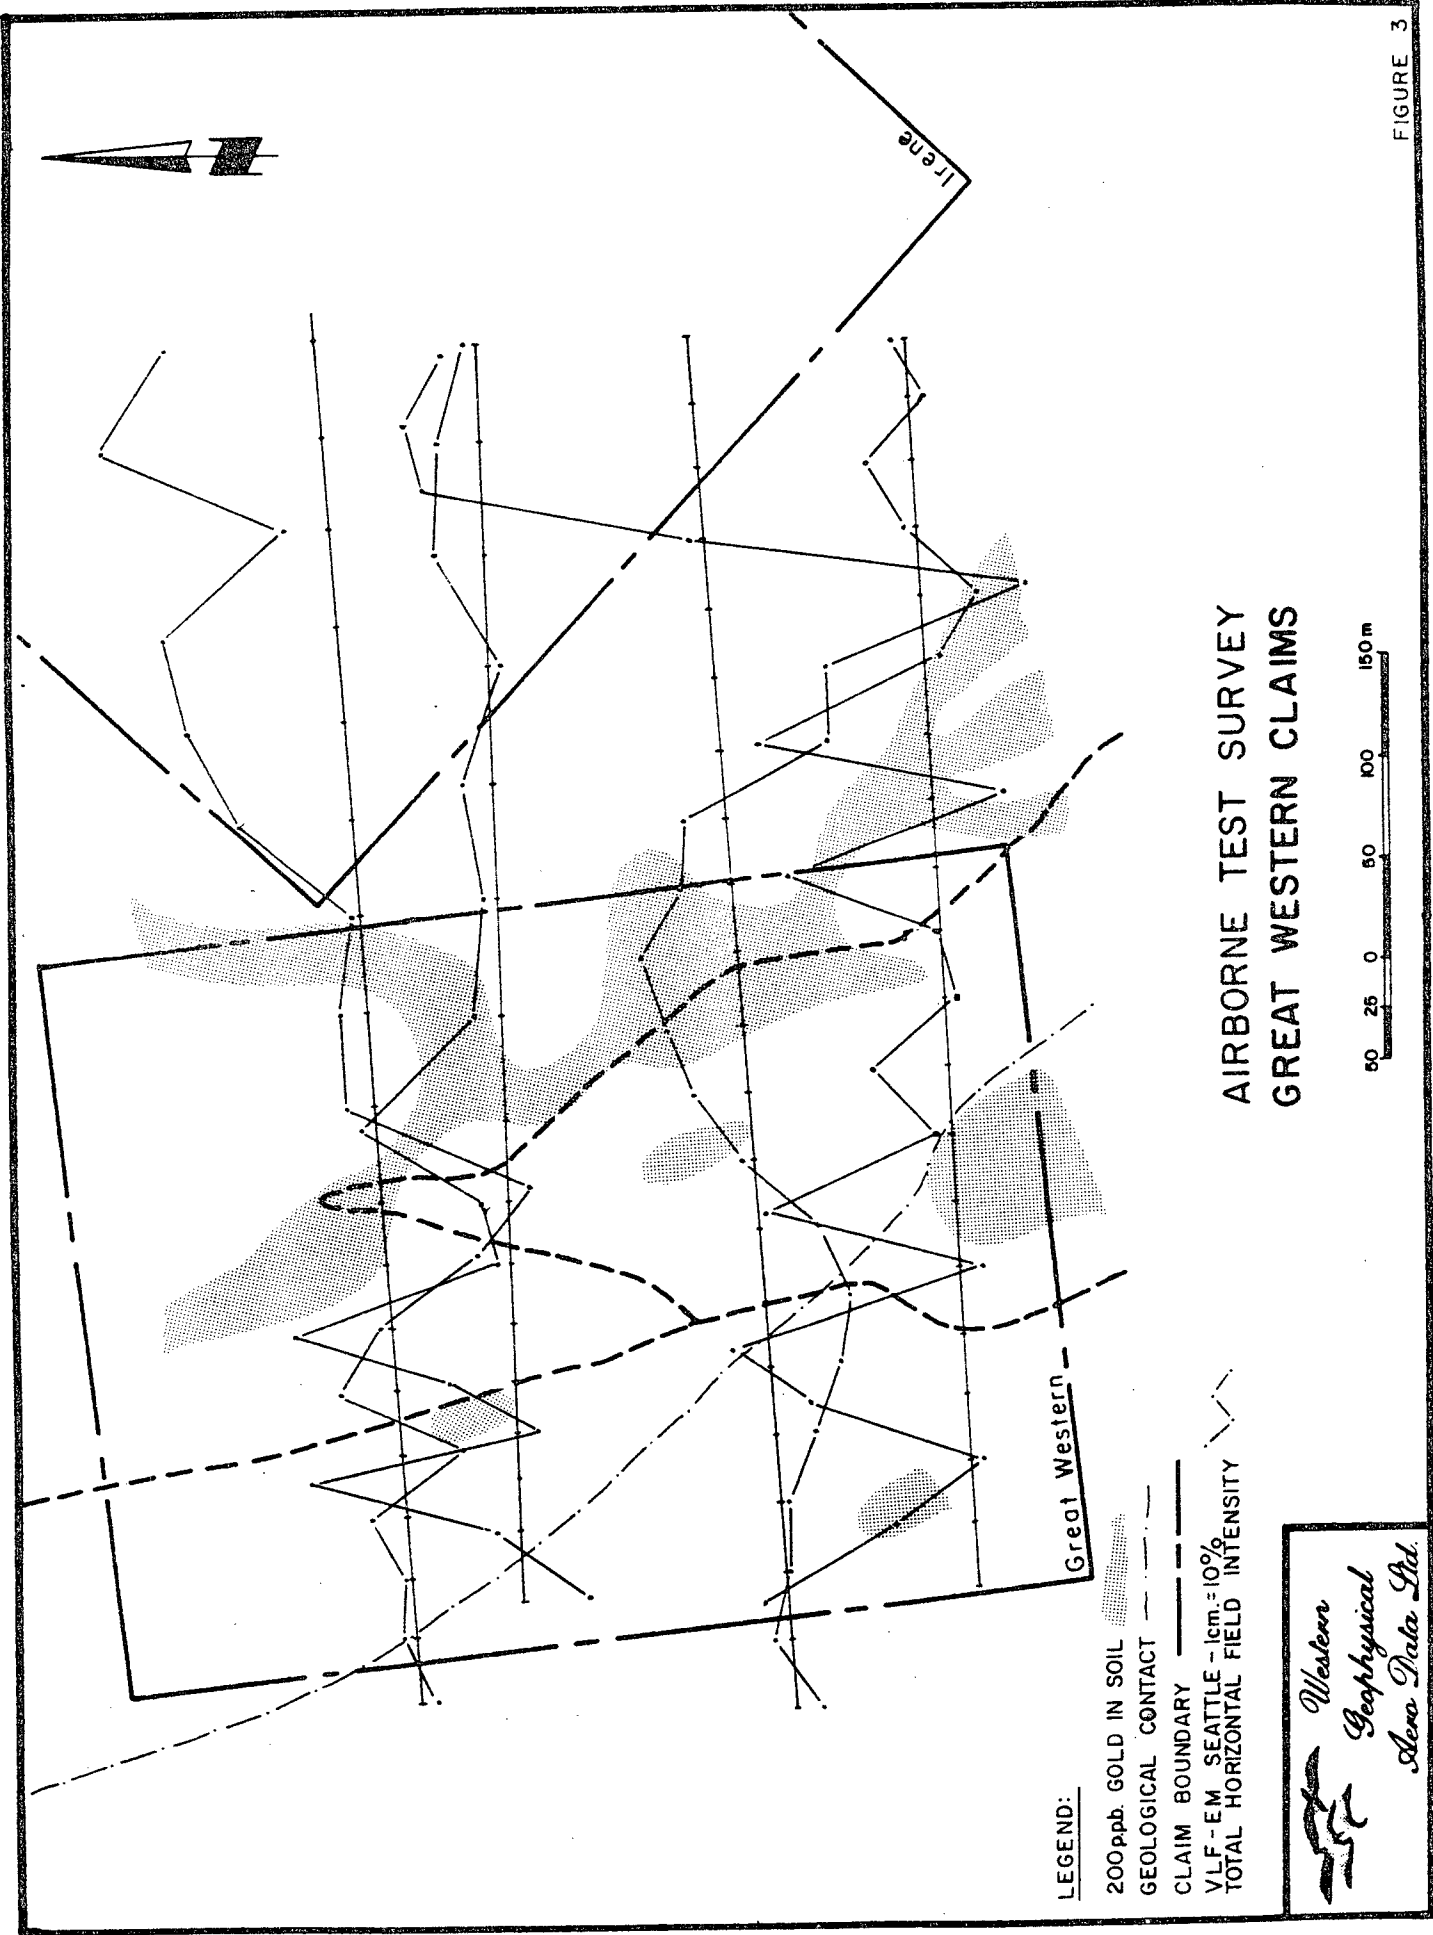 Irene
Great Western
AIRBORNE TEST SURVEY
GREAT WESTERN CLAIMS
50 25 0 50 100 150m
LEGEND:
200p.p.b. GOLD IN SOIL
GEOLOGICAL CONTACT
CLAIM BOUNDARY
VLF-EM SEATTLE - 1cm.=10%
TOTAL HORIZONTAL FIELD INTENSITY
Western
Geophysical
Aero Data Ltd.
FIGURE 3